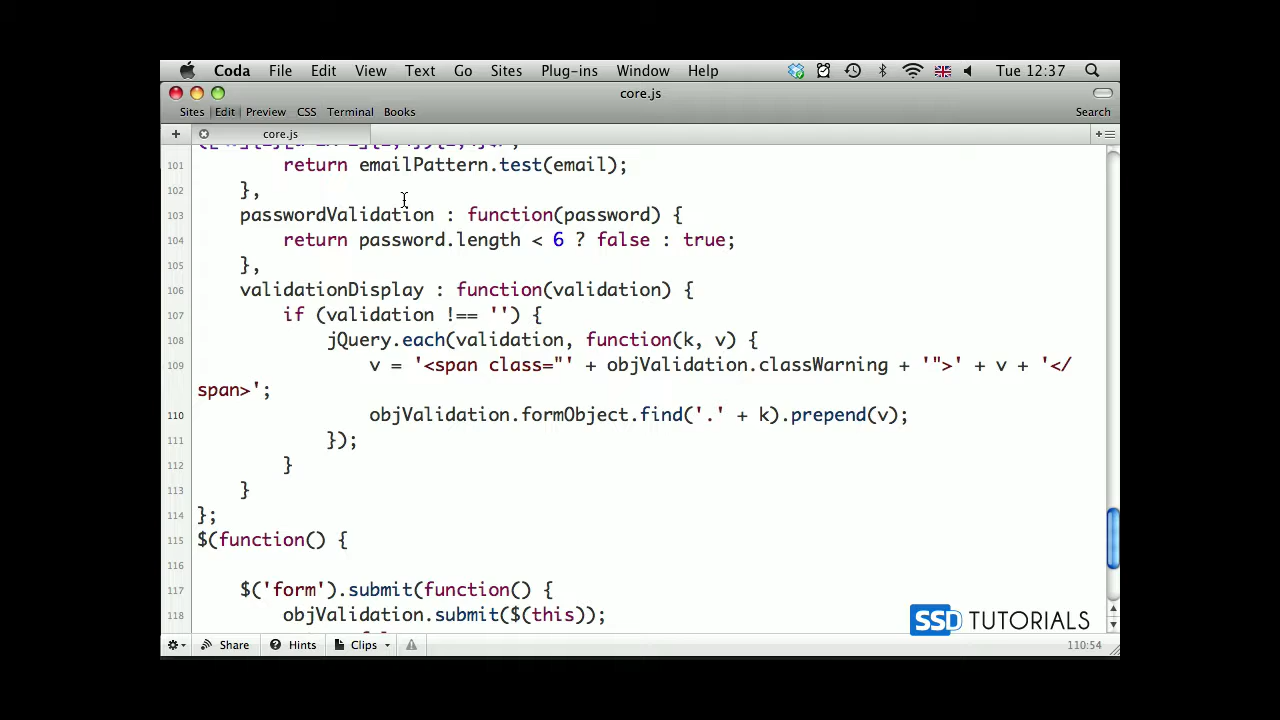 Coda File Edit View Text Go Sites Plug-ins Window Help Tue 12:37
core.js
Sites Edit Preview CSS Terminal Books Search
+ core.js
101 return emailPattern.test(email);
102 },
103 passwordValidation : function(password) {
104 return password.length < 6 ? false : true;
105 },
106 validationDisplay : function(validation) {
107 if (validation !== '') {
108 jQuery.each(validation, function(k, v) {
109 v = '<span class="' + objValidation.classWarning + '">' + v + '</
span>';
110 objValidation.formObject.find('.' + k).prepend(v);
111 });
112 }
113 }
114 };
115 $(function() {
116
117 $('form').submit(function() {
118 objValidation.submit($(this));
SSD TUTORIALS
Share Hints Clips 110:54